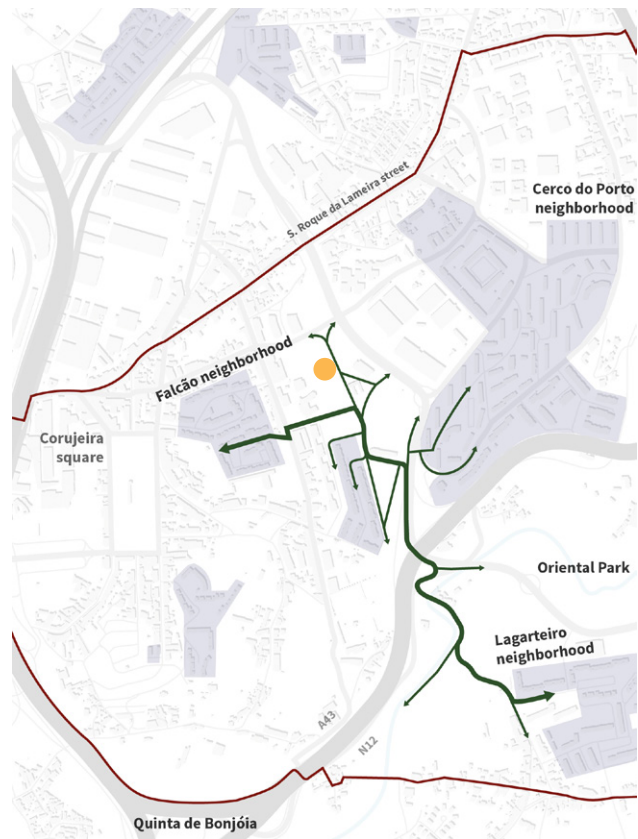 S. Roque da Lameira street
Cerco do Porto
neighborhood
Falcão neighborhood
Corujeira
square
Oriental Park
Lagarteiro
neighborhood
A43
N12
Quinta de Bonjóia